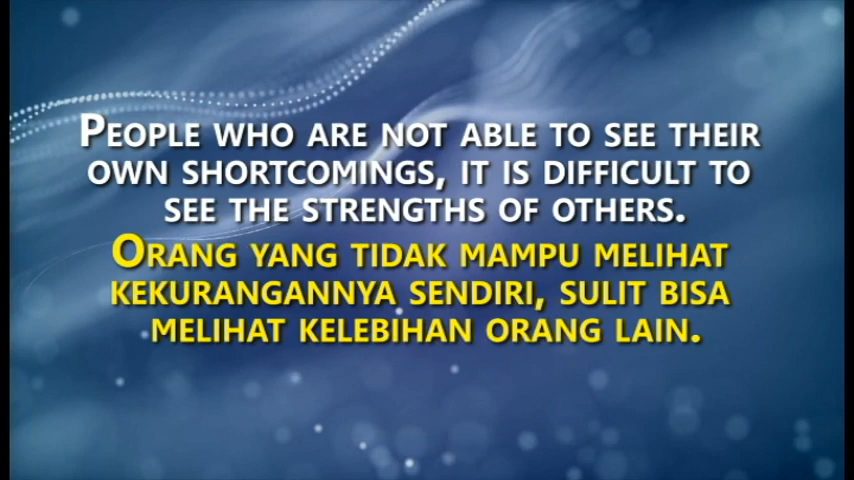 People who are not able to see their
own shortcomings, it is difficult to
see the strengths of others.
Orang yang tidak mampu melihat
kekurangannya sendiri, sulit bisa
melihat kelebihan orang lain.